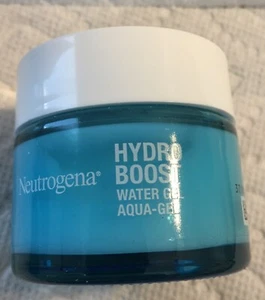 Neutrogena®
HYDRO
BOOST
WATER GEL
AQUA-GEL